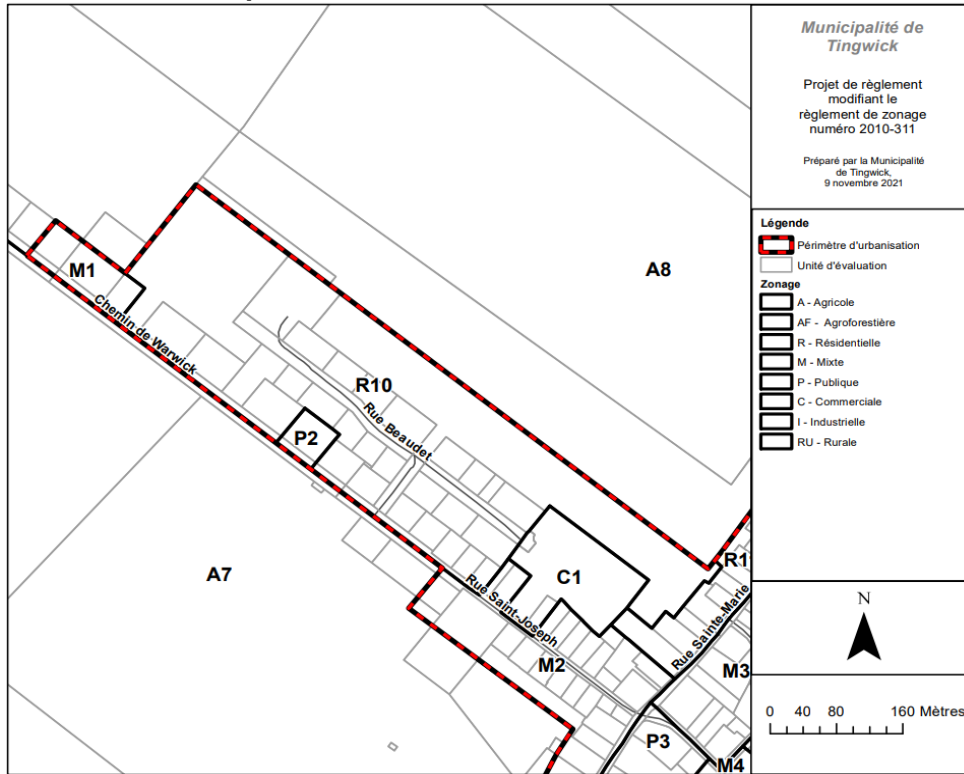 Municipalité de
Tingwick
Projet de règlement
modifiant le
règlement de zonage
numéro 2010-311
Préparé par la Municipalité
de Tingwick,
9 novembre 2021
Légende
Périmètre d'urbanisation
Unité d'évaluation
Zonage
A - Agricole
AF - Agroforestière
R - Résidentielle
M - Mixte
P - Publique
C - Commerciale
I - Industrielle
RU - Rurale
N
0 40 80 160 Mètres
A8
M1
Chemin de Warwick
R10
Rue Beaudet
P2
A7
C1
R1
Rue Saint-Joseph
Rue Sainte-Marie
M2
M3
P3
M4